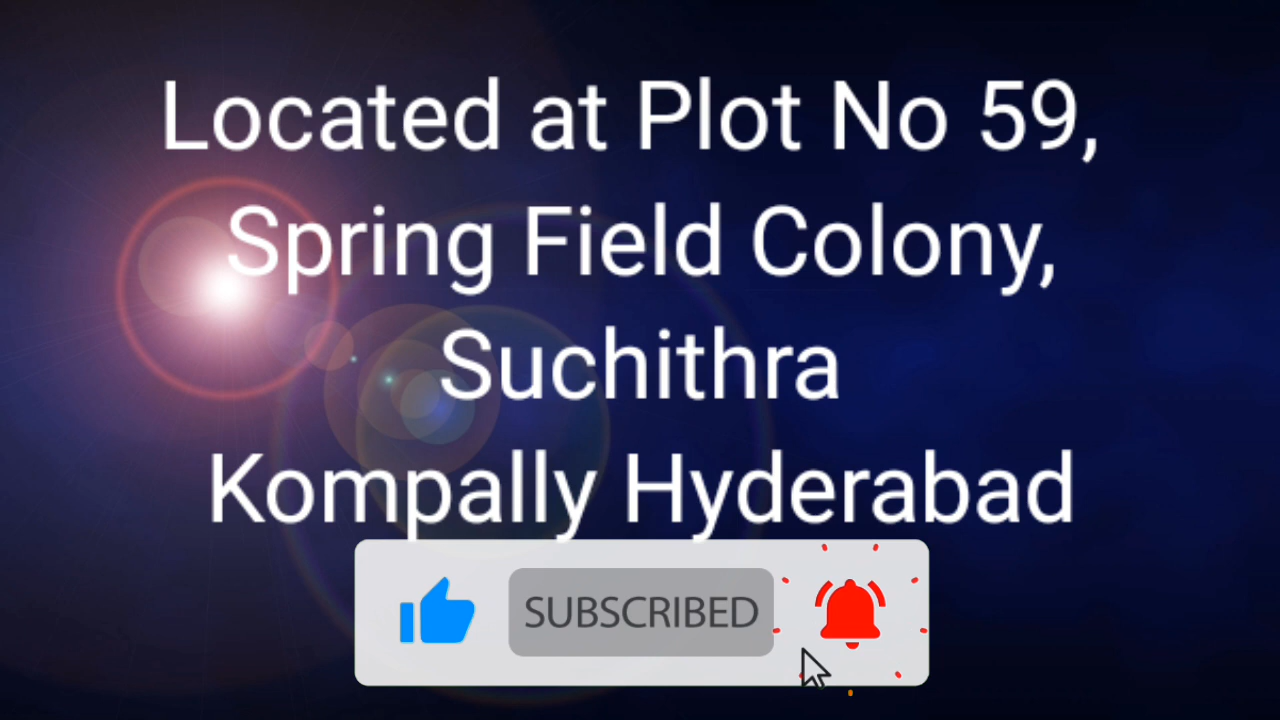 Located at Plot No 59,
Spring Field Colony,
Suchithra
Kompally Hyderabad
SUBSCRIBED